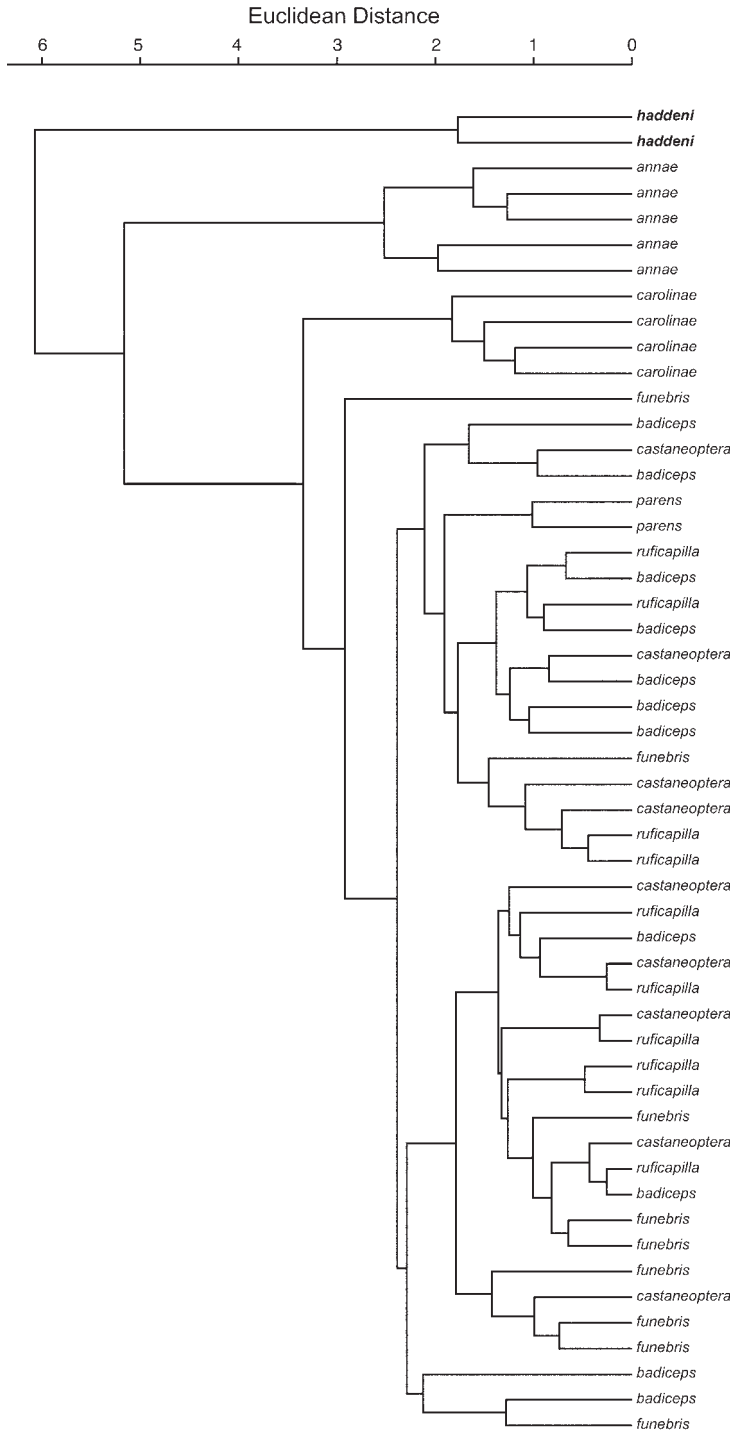 Euclidean Distance
6 5 4 3 2 1 0
haddeni
haddeni
annae
annae
annae
annae
annae
carolinae
carolinae
carolinae
carolinae
funebris
badiceps
castaneoptera
badiceps
parens
parens
ruficapilla
badiceps
ruficapilla
badiceps
castaneoptera
badiceps
badiceps
badiceps
funebris
castaneoptera
castaneoptera
ruficapilla
ruficapilla
castaneoptera
ruficapilla
badiceps
castaneoptera
ruficapilla
castaneoptera
ruficapilla
ruficapilla
ruficapilla
funebris
castaneoptera
ruficapilla
badiceps
funebris
funebris
funebris
castaneoptera
funebris
funebris
badiceps
badiceps
funebris